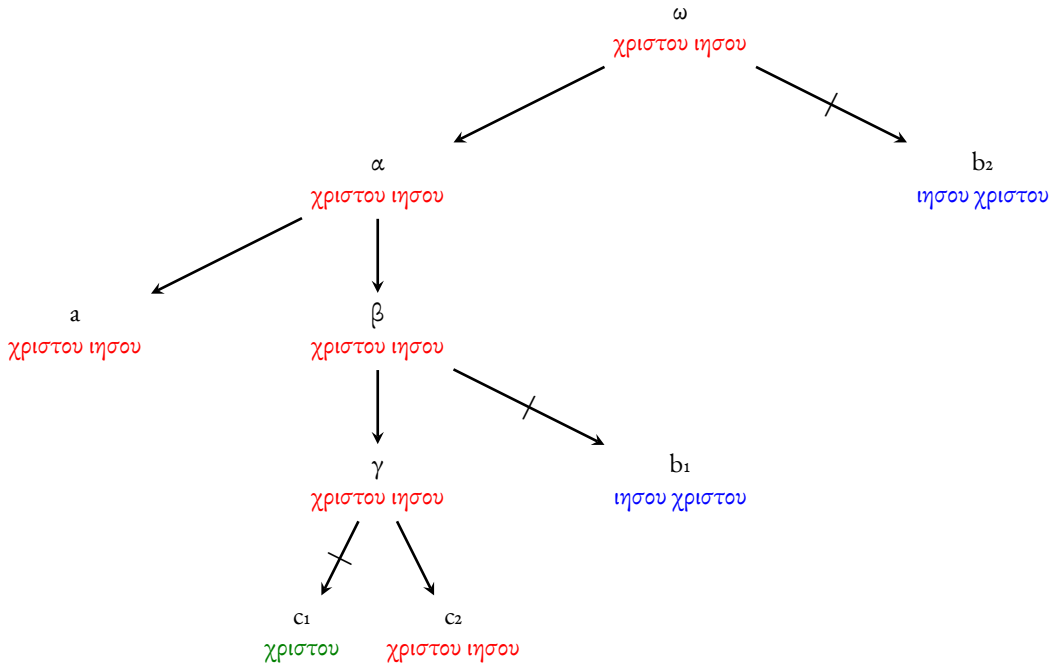 ω
χριστου ιησου
α
χριστου ιησου
b₂
ιησου χριστου
a
χριστου ιησου
β
χριστου ιησου
γ
χριστου ιησου
b₁
ιησου χριστου
c₁
χριστου
c₂
χριστου ιησου